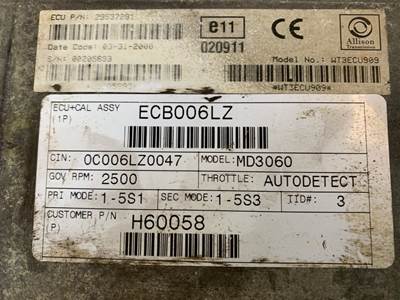 ECU P/N: 29537291
Date Code: 03-31-2006
S/N: 00205693
e11
020911
CE
Allison
Transmission
Model No.: WT3ECU909
*WT3ECU909*
ECU+CAL ASSY ECB006LZ
(1P)
CIN: 0C006LZ0047 MODEL: MD3060
GOV RPM: 2500 THROTTLE: AUTODETECT
PRI MODE: 1-5S1 SEC MODE: 1-5S3 TID#: 3
CUSTOMER P/N H60058
(P)